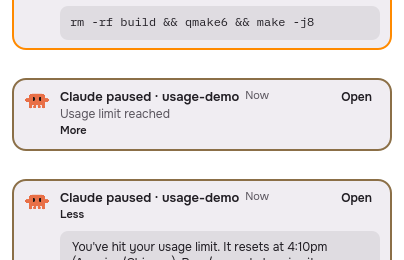 rm -rf build && qmake6 && make -j8
Claude paused · usage-demo Now Open
Usage limit reached
More
Claude paused · usage-demo Now Open
Less
You've hit your usage limit. It resets at 4:10pm